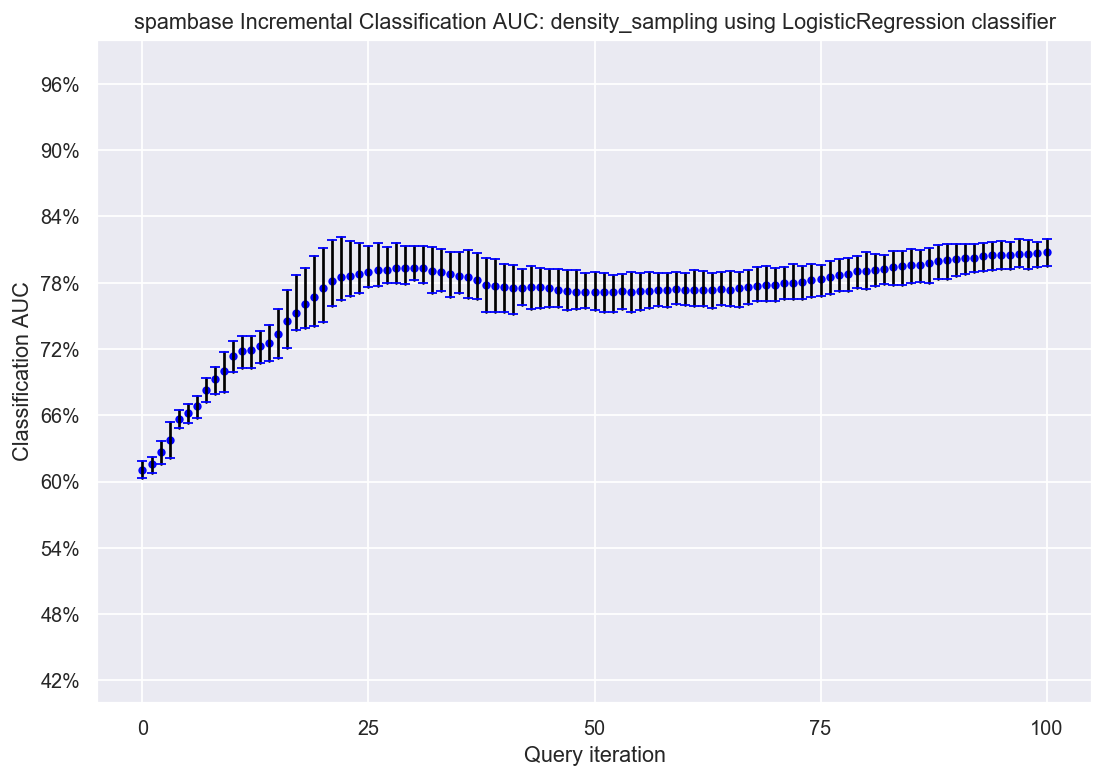 spambase Incremental Classification AUC: density_sampling using LogisticRegression classifier
96%
90%
84%
78%
72%
66%
60%
54%
48%
42%
Classification AUC
0 25 50 75 100
Query iteration